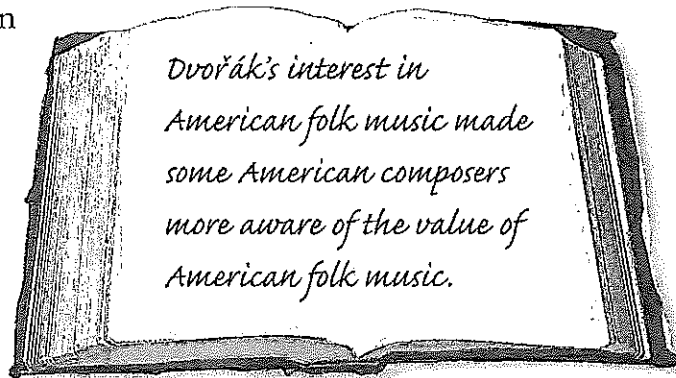 n
Dvořák's interest in
American folk music made
some American composers
more aware of the value of
American folk music.